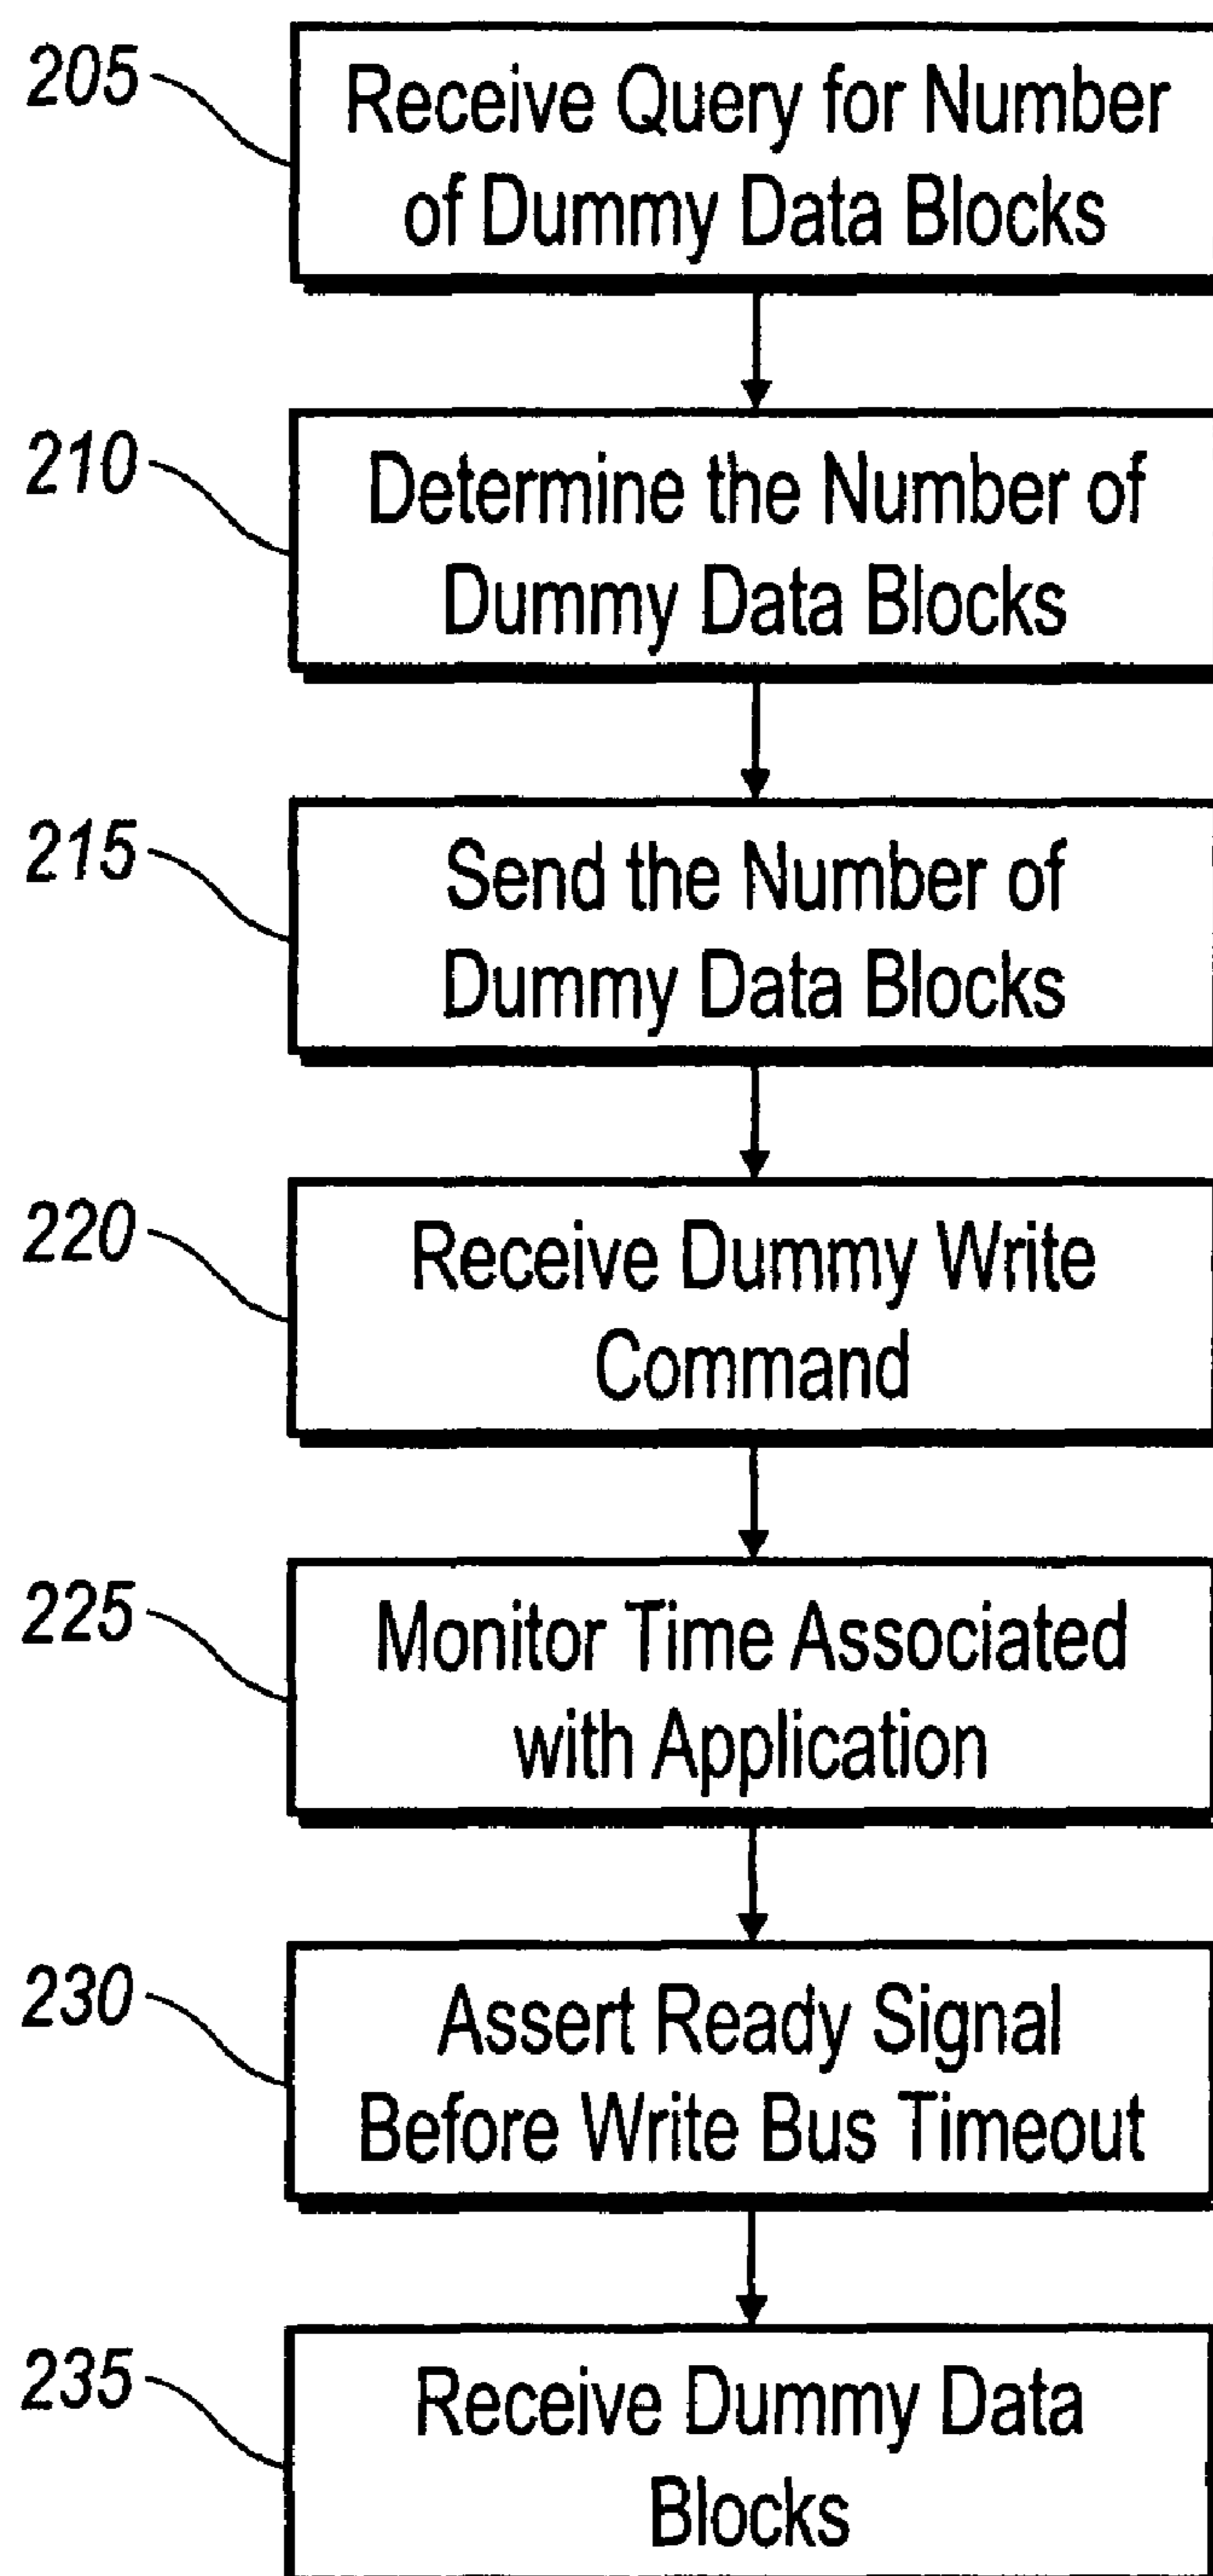 205
Receive Query for Number
of Dummy Data Blocks
210
Determine the Number of
Dummy Data Blocks
215
Send the Number of
Dummy Data Blocks
220
Receive Dummy Write
Command
225
Monitor Time Associated
with Application
230
Assert Ready Signal
Before Write Bus Timeout
235
Receive Dummy Data
Blocks